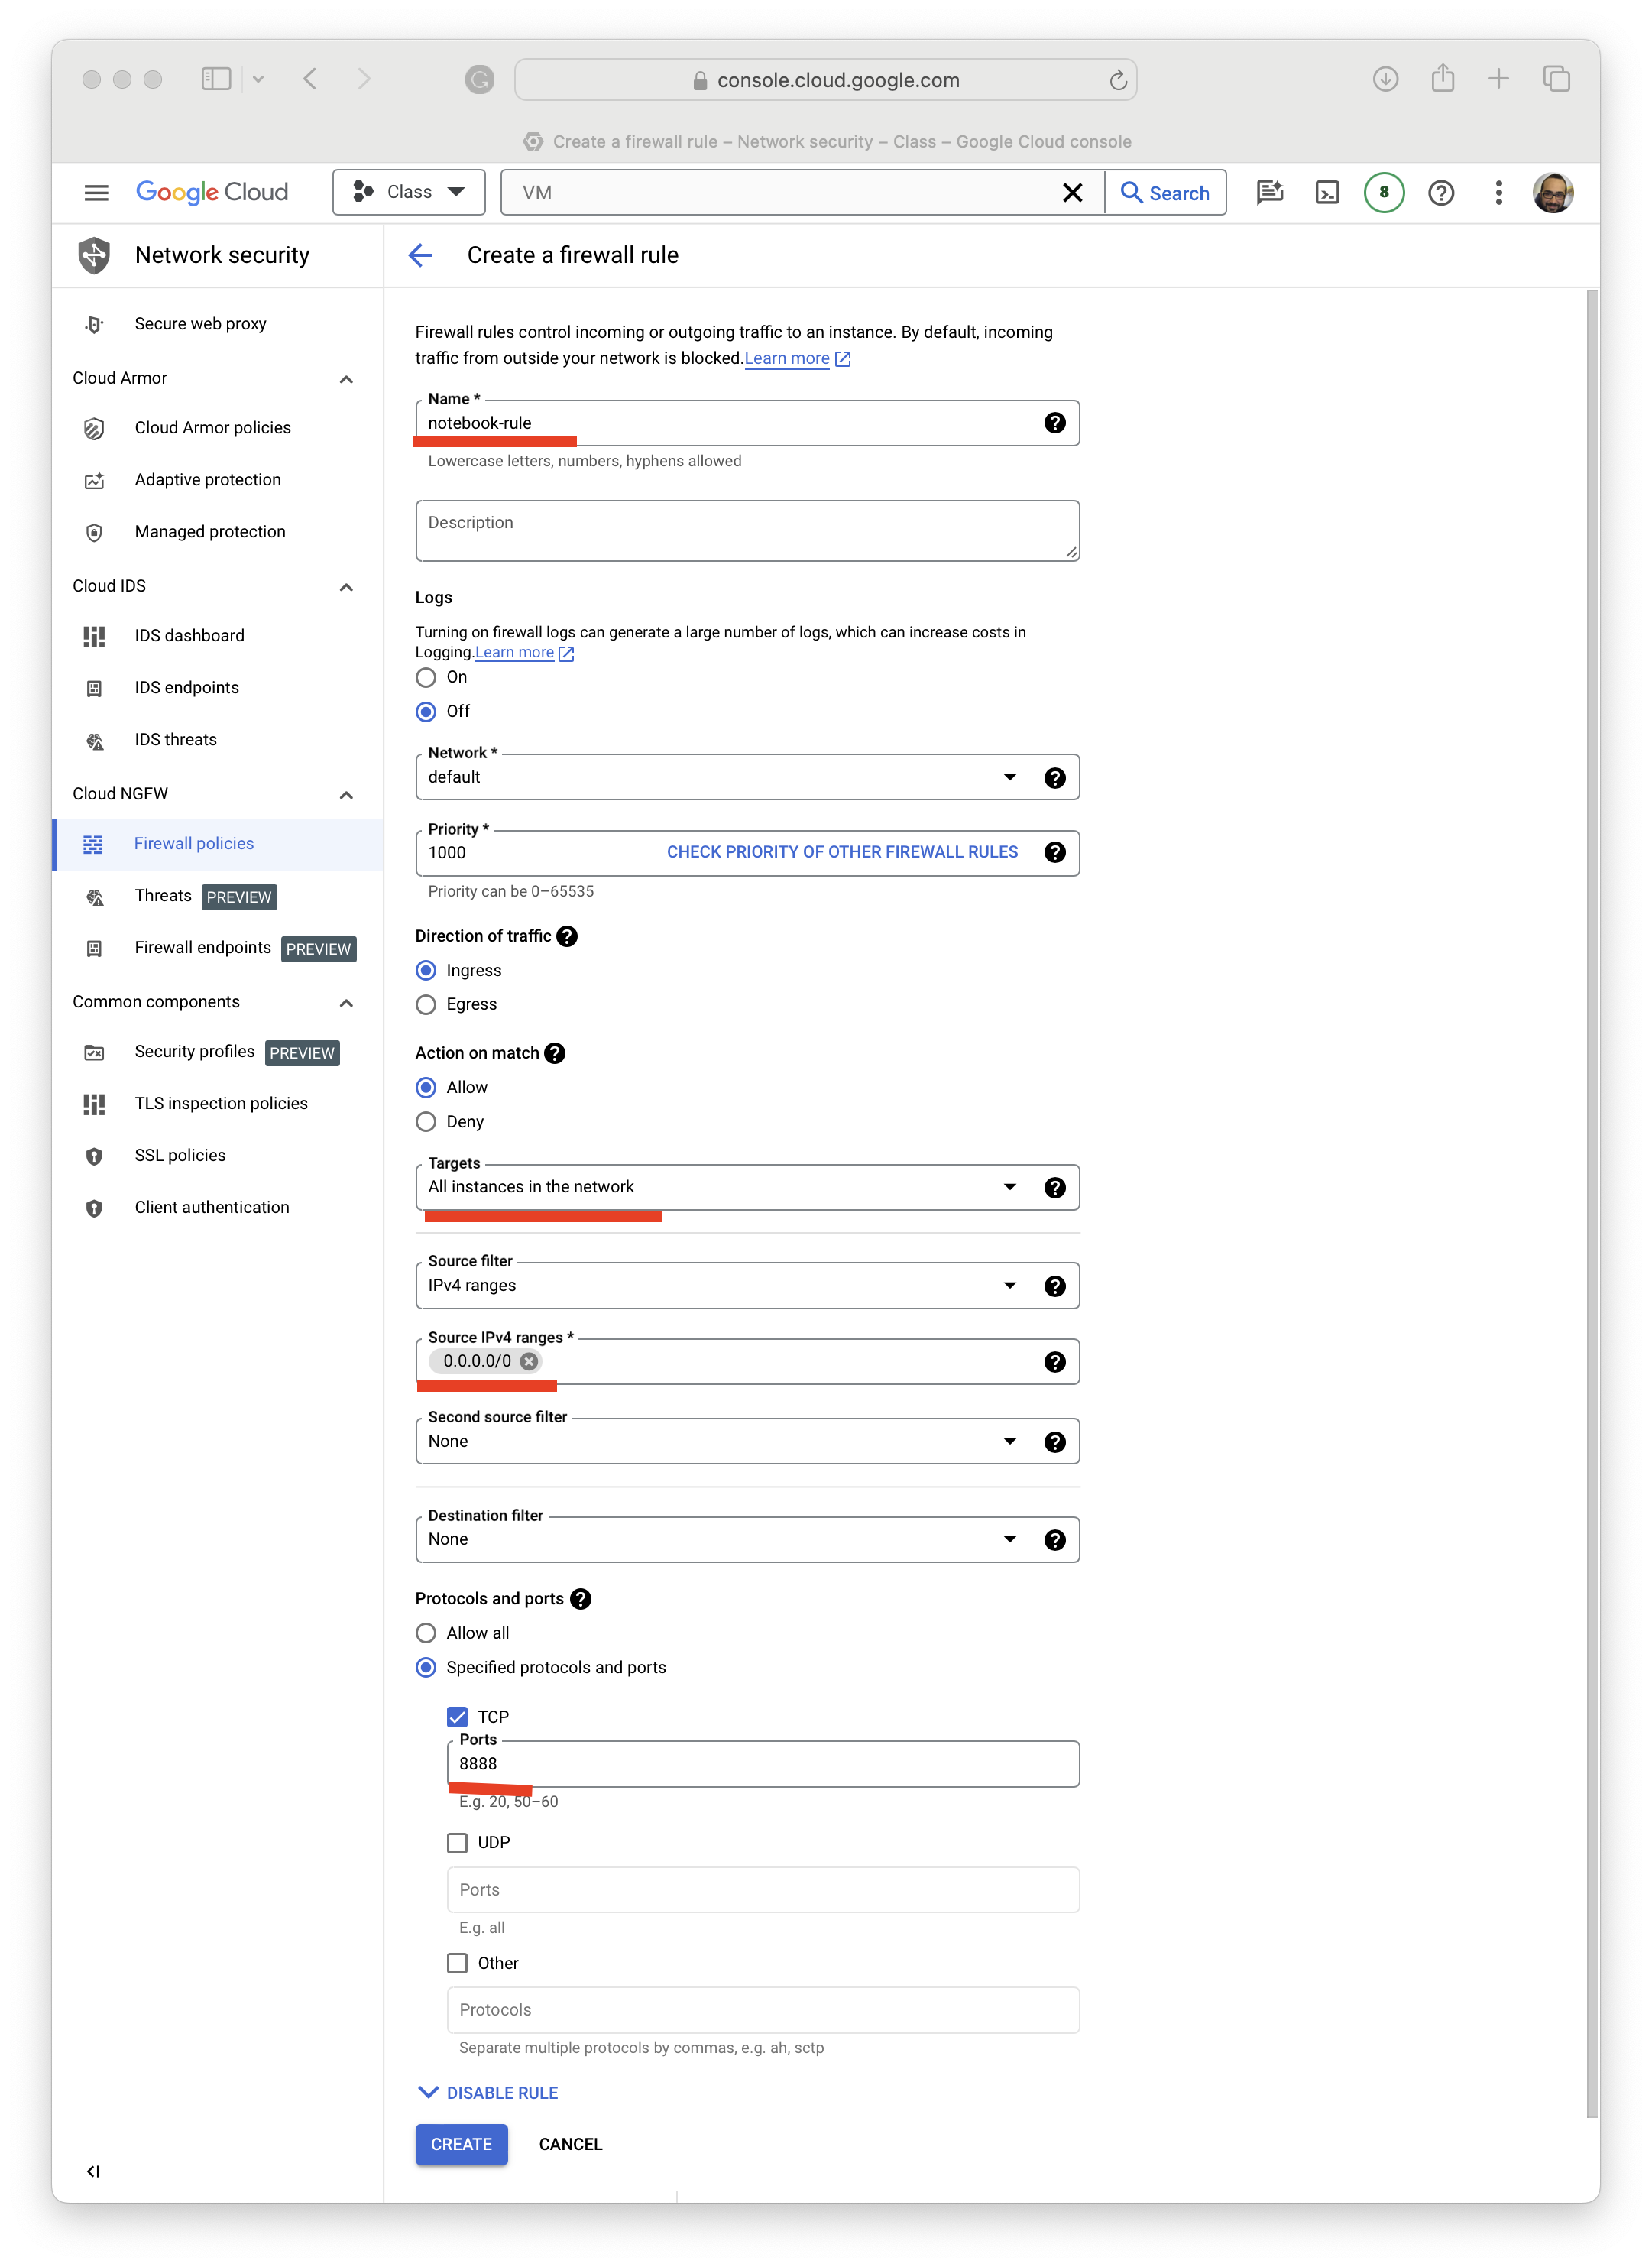 console.cloud.google.com
Create a firewall rule – Network security – Class – Google Cloud console
Google Cloud
Class
VM
Search
8
Network security
Create a firewall rule
Secure web proxy
Cloud Armor
Cloud Armor policies
Adaptive protection
Managed protection
Cloud IDS
IDS dashboard
IDS endpoints
IDS threats
Cloud NGFW
Firewall policies
Threats PREVIEW
Firewall endpoints PREVIEW
Common components
Security profiles PREVIEW
TLS inspection policies
SSL policies
Client authentication
Firewall rules control incoming or outgoing traffic to an instance. By default, incoming
traffic from outside your network is blocked.Learn more
Name *
notebook-rule
Lowercase letters, numbers, hyphens allowed
Description
Logs
Turning on firewall logs can generate a large number of logs, which can increase costs in
Logging.Learn more
On
Off
Network *
default
Priority *
1000 CHECK PRIORITY OF OTHER FIREWALL RULES
Priority can be 0–65535
Direction of traffic
Ingress
Egress
Action on match
Allow
Deny
Targets
All instances in the network
Source filter
IPv4 ranges
Source IPv4 ranges *
0.0.0.0/0
Second source filter
None
Destination filter
None
Protocols and ports
Allow all
Specified protocols and ports
TCP
Ports
8888
E.g. 20, 50–60
UDP
Ports
E.g. all
Other
Protocols
Separate multiple protocols by commas, e.g. ah, sctp
DISABLE RULE
CREATE CANCEL